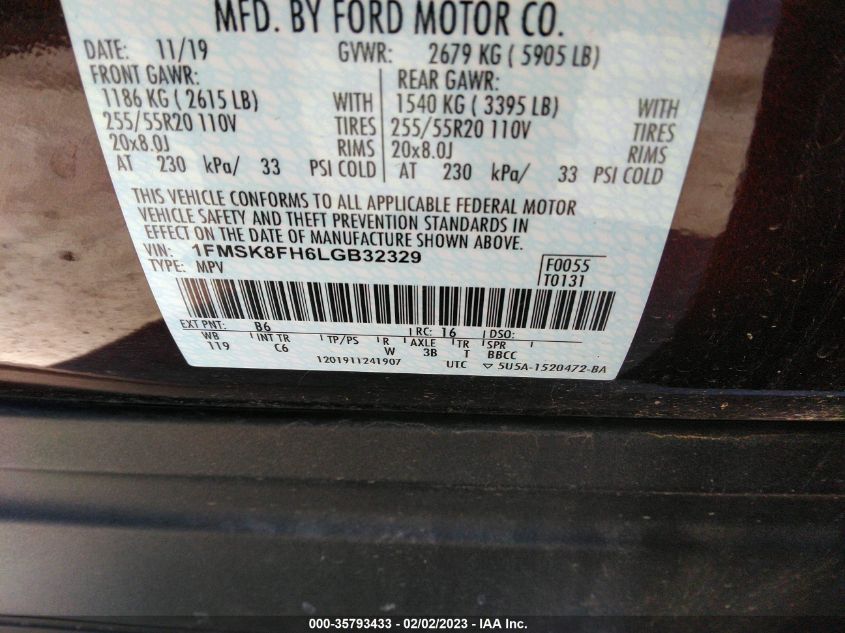 MFD. BY FORD MOTOR CO.
DATE: 11/19 GVWR: 2679 KG ( 5905 LB)
FRONT GAWR: REAR GAWR:
1186 KG ( 2615 LB) WITH 1540 KG ( 3395 LB) WITH
255/55R20 110V TIRES 255/55R20 110V TIRES
20x8.0J RIMS 20x8.0J RIMS
AT 230 kPa/ 33 PSI COLD AT 230 kPa/ 33 PSI COLD
THIS VEHICLE CONFORMS TO ALL APPLICABLE FEDERAL MOTOR
VEHICLE SAFETY AND THEFT PREVENTION STANDARDS IN
EFFECT ON THE DATE OF MANUFACTURE SHOWN ABOVE.
VIN: 1FMSK8FH6LGB32329
TYPE: MPV
F0055
T0131
EXT PNT: B6 RC: 16 DSO:
WB INT TR TP/PS R AXLE TR SPR
119 C6 W 3B T BBCC
1201911241907 UTC ▽ 5U5A-1520472-BA
000-35793433 - 02/02/2023 - IAA Inc.